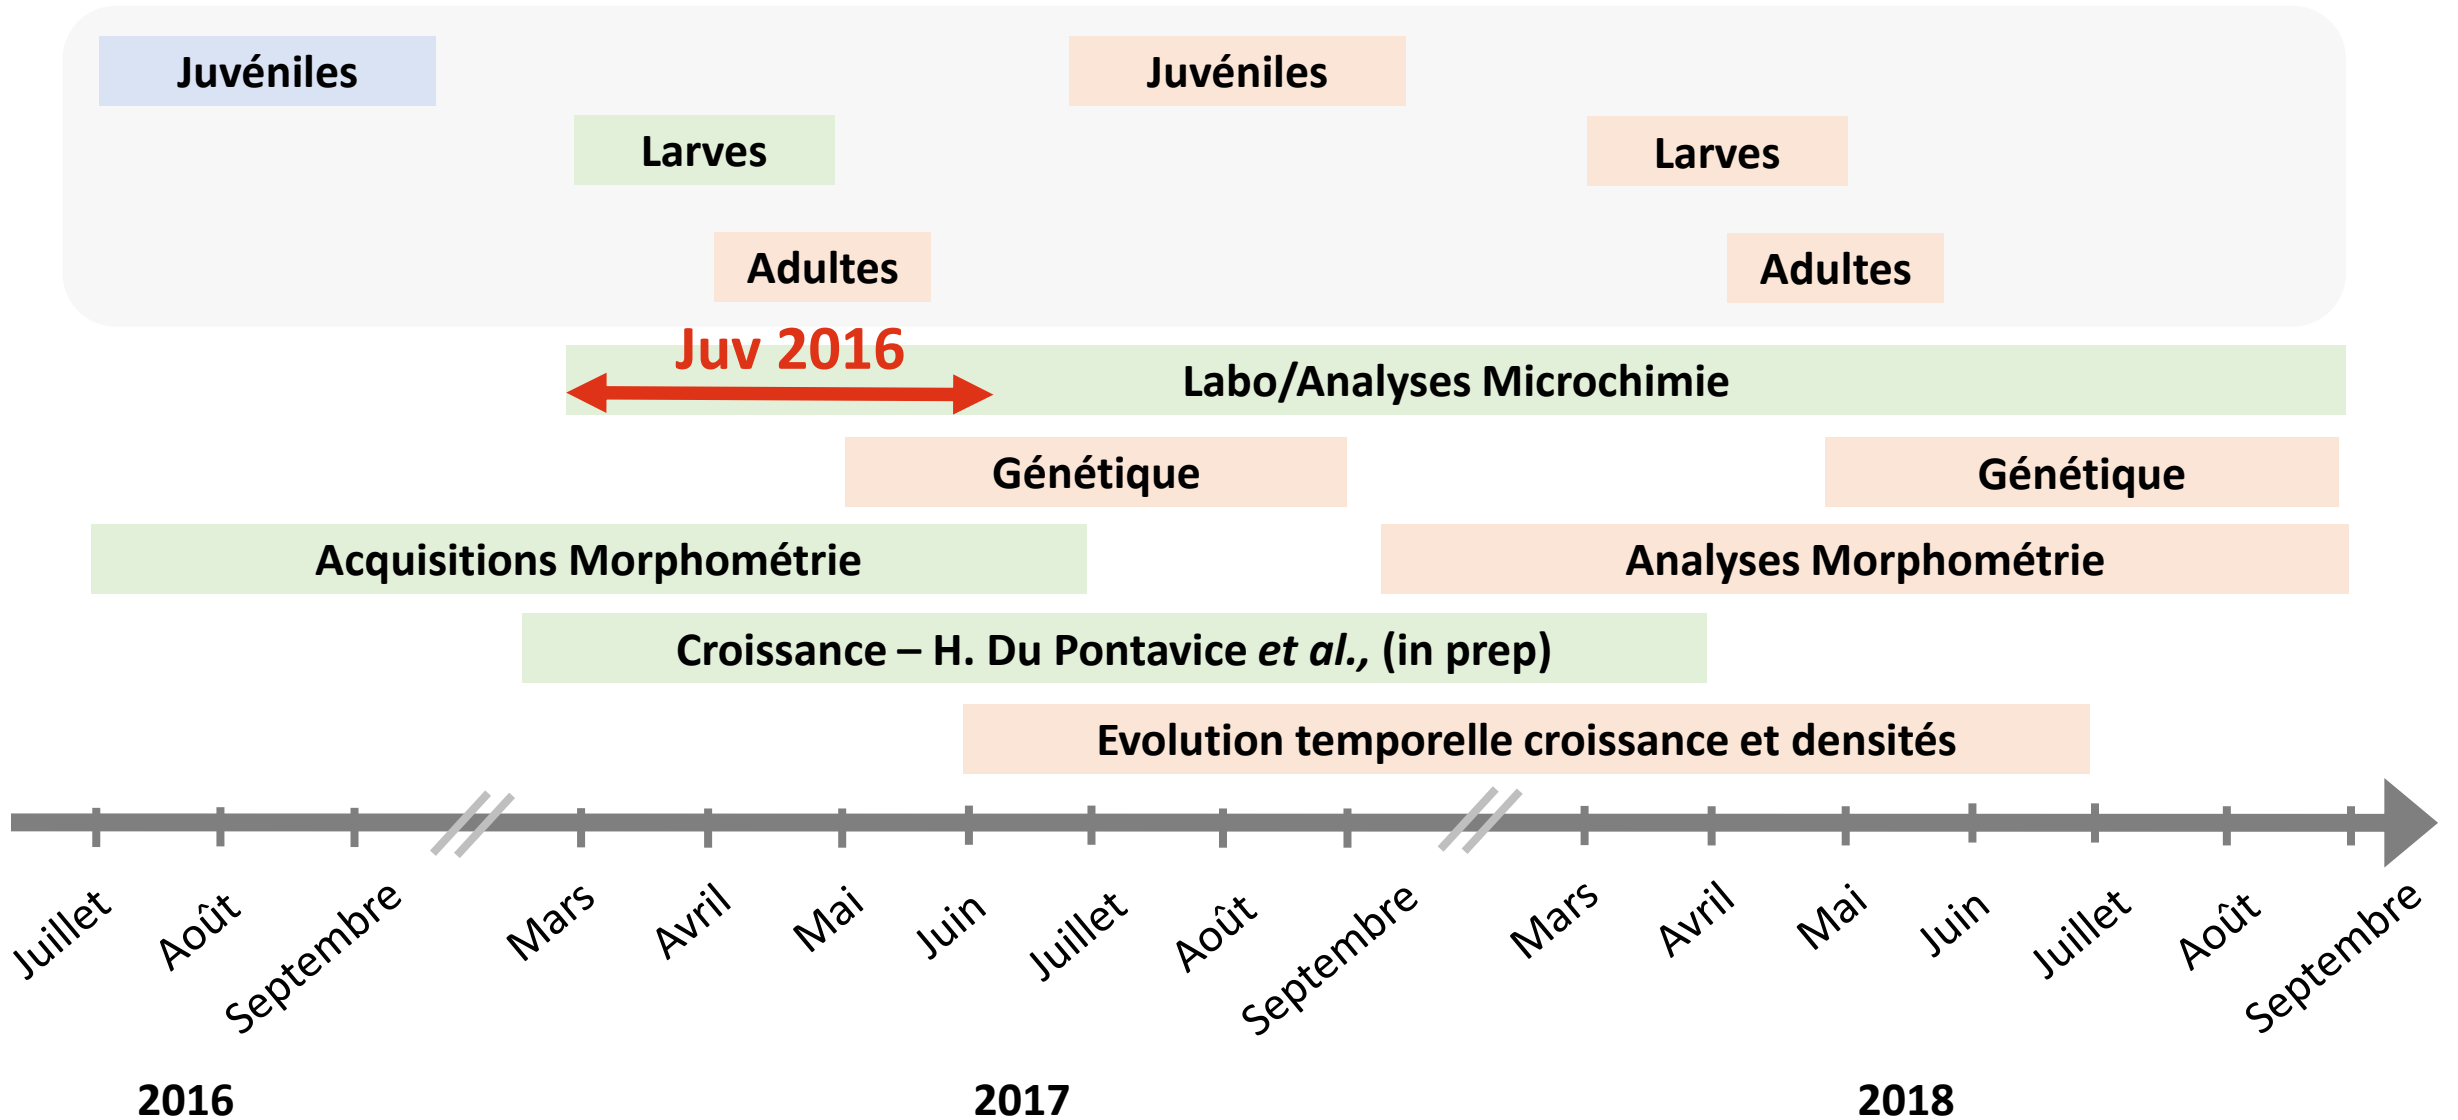 Juvéniles
Juvéniles
Larves
Larves
Adultes
Adultes
Juv 2016
Labo/Analyses Microchimie
Génétique
Génétique
Acquisitions Morphométrie
Analyses Morphométrie
Croissance – H. Du Pontavice et al., (in prep)
Evolution temporelle croissance et densités
Juillet
Août
Septembre
Mars
Avril
Mai
Juin
Juillet
Août
Septembre
Mars
Avril
Mai
Juin
Juillet
Août
Septembre
2016
2017
2018